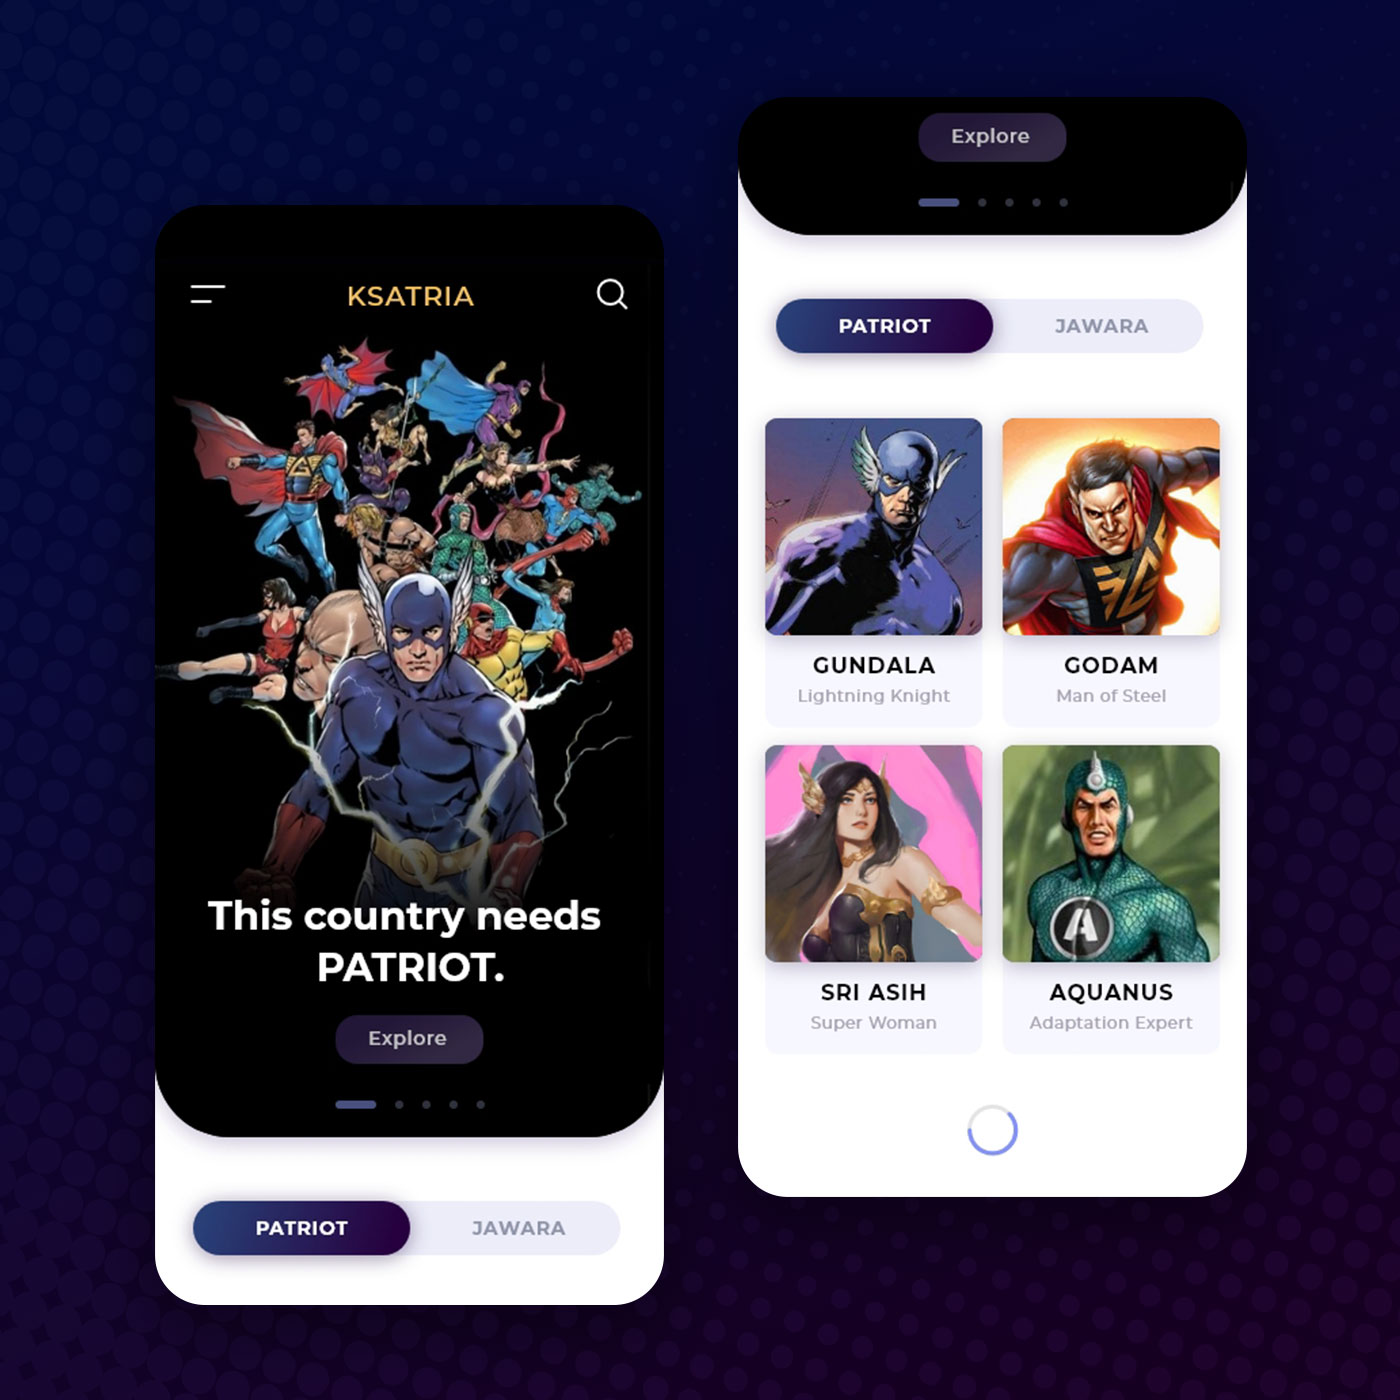 KSATRIA
This country needs
PATRIOT.
Explore
PATRIOT
JAWARA
Explore
PATRIOT
JAWARA
GUNDALA
Lightning Knight
GODAM
Man of Steel
SRI ASIH
Super Woman
A
AQUANUS
Adaptation Expert